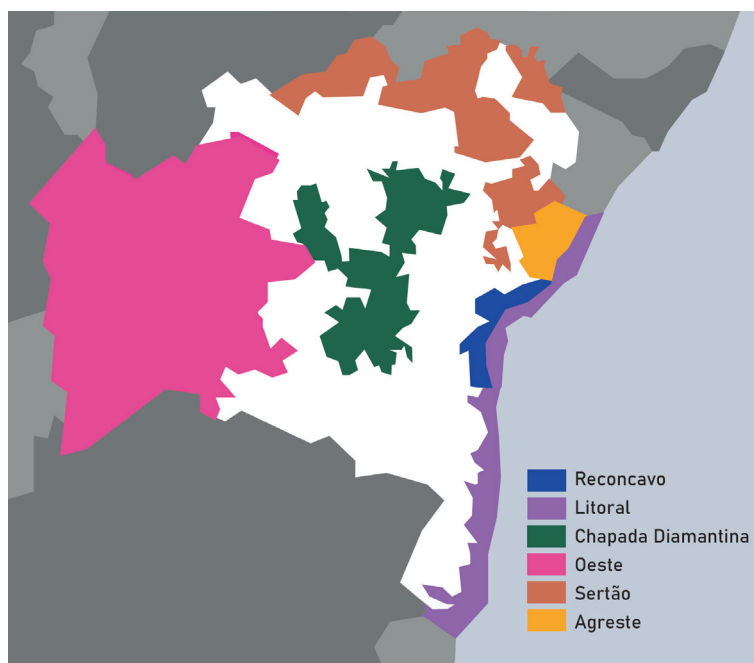 Reconcavo
Litoral
Chapada Diamantina
Oeste
Sertão
Agreste